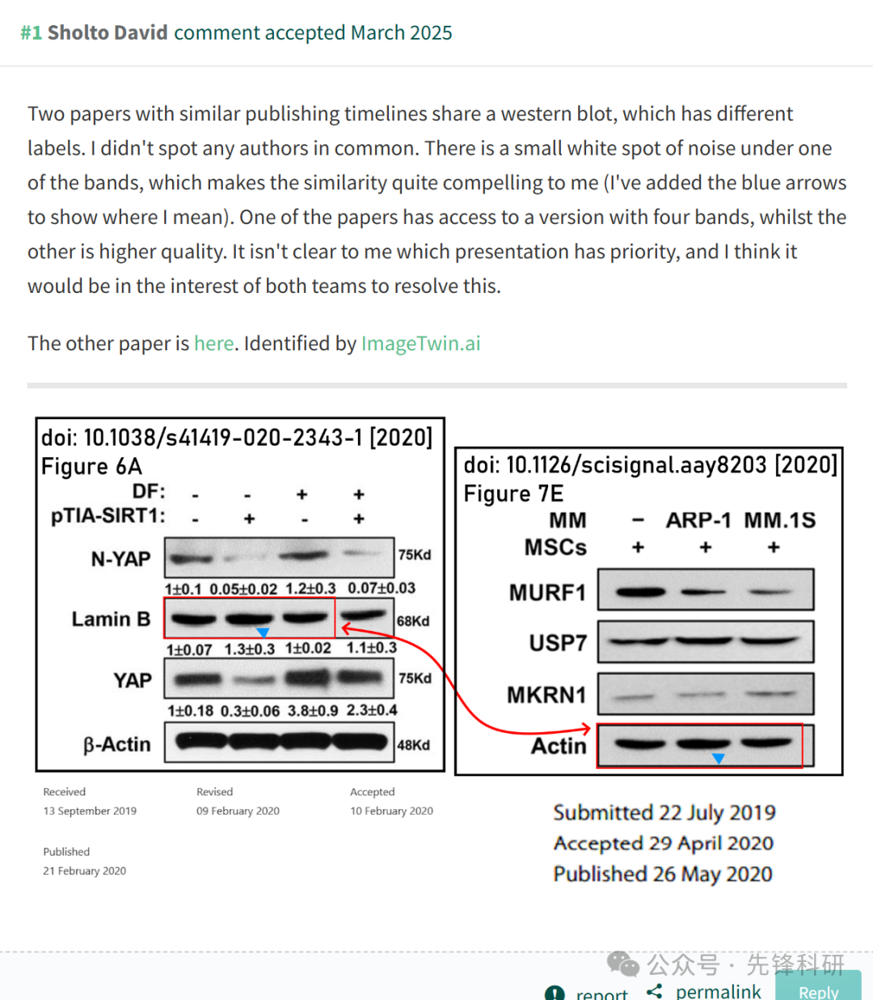 #1 Sholto David comment accepted March 2025
Two papers with similar publishing timelines share a western blot, which has different
labels. I didn't spot any authors in common. There is a small white spot of noise under one
of the bands, which makes the similarity quite compelling to me (I've added the blue arrows
to show where I mean). One of the papers has access to a version with four bands, whilst the
other is higher quality. It isn't clear to me which presentation has priority, and I think it
would be in the interest of both teams to resolve this.
The other paper is here. Identified by ImageTwin.ai
doi: 10.1038/s41419-020-2343-1 [2020]
Figure 6A
DF: - - + +
pTIA-SIRT1: - + - +
N-YAP 75Kd
1±0.1 0.05±0.02 1.2±0.3 0.07±0.03
Lamin B 68Kd
1±0.07 1.3±0.3 1±0.02 1.1±0.3
YAP 75Kd
1±0.18 0.3±0.06 3.8±0.9 2.3±0.4
β-Actin 48Kd
Received Revised Accepted
13 September 2019 09 February 2020 10 February 2020
Published
21 February 2020
doi: 10.1126/scisignal.aay8203 [2020]
Figure 7E
MM - ARP-1 MM.1S
MSCs + + +
MURF1
USP7
MKRN1
Actin
Submitted 22 July 2019
Accepted 29 April 2020
Published 26 May 2020
公众号 · 先锋科研
report permalink Reply